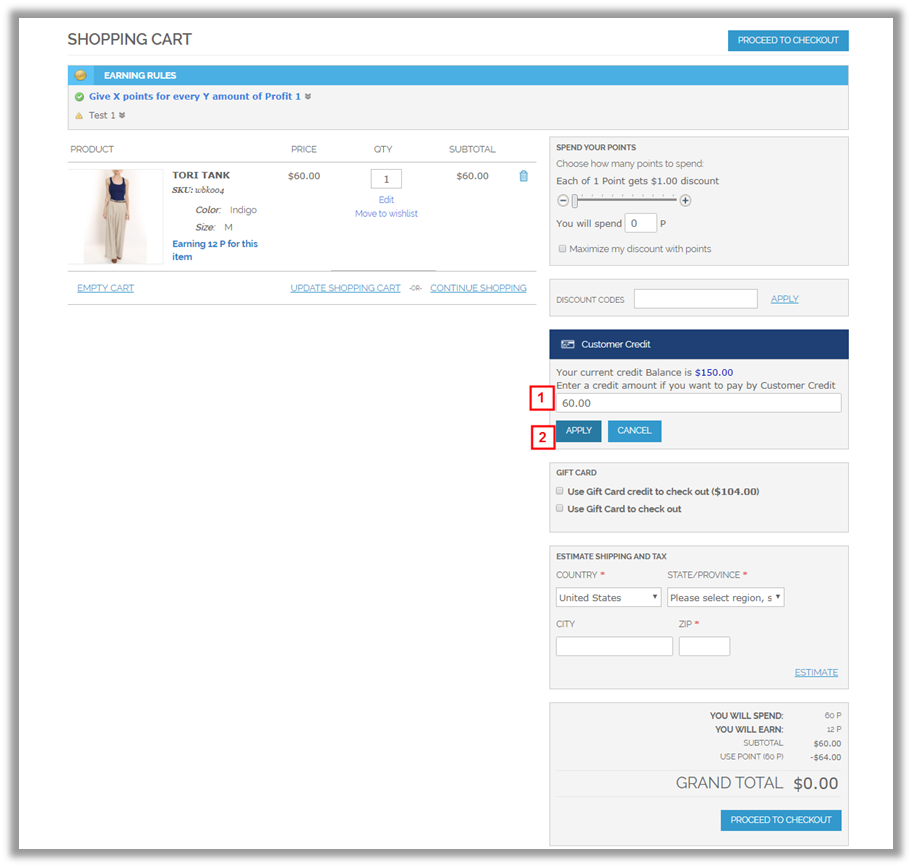 SHOPPING CART
PROCEED TO CHECKOUT
EARNING RULES
Give X points for every Y amount of Profit 1
Test 1
PRODUCT PRICE QTY SUBTOTAL
TORI TANK $60.00 1 $60.00
SKU: wbk004
Color: Indigo
Size: M
Earning 12 P for this
item
Edit
Move to wishlist
EMPTY CART UPDATE SHOPPING CART -OR- CONTINUE SHOPPING
SPEND YOUR POINTS
Choose how many points to spend:
Each of 1 Point gets $1.00 discount
You will spend 0 P
Maximize my discount with points
DISCOUNT CODES APPLY
Customer Credit
Your current credit Balance is $150.00
Enter a credit amount if you want to pay by Customer Credit
1 60.00
2 APPLY CANCEL
GIFT CARD
Use Gift Card credit to check out ($104.00)
Use Gift Card to check out
ESTIMATE SHIPPING AND TAX
COUNTRY * STATE/PROVINCE *
United States Please select region, s
CITY ZIP *
ESTIMATE
YOU WILL SPEND: 60 P
YOU WILL EARN: 12 P
SUBTOTAL $60.00
USE POINT (60 P) -$64.00
GRAND TOTAL $0.00
PROCEED TO CHECKOUT